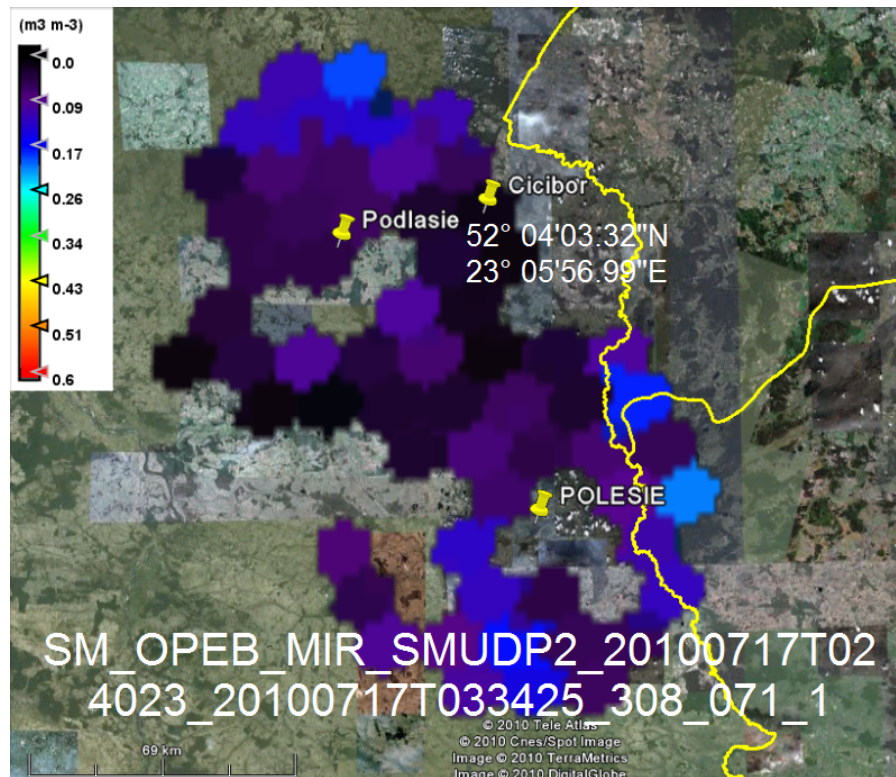 (m3 m-3)
0.0
0.09
0.17
0.26
0.34
0.43
0.51
0.6
Cicibor
Podlasie
52° 04'03.32"N
23° 05'56.99"E
POLESIE
SM_OPEB_MIR_SMUDP2_20100717T02
4023_20100717T033425_308_071_1
© 2010 Tele Atlas
© 2010 Cnes/Spot Image
Image © 2010 TerraMetrics
Image © 2010 DigitalGlobe
69 km